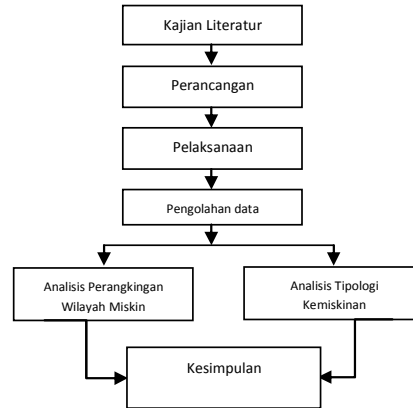 Kajian Literatur
Perancangan
Pelaksanaan
Pengolahan data
Analisis Perangkingan
Wilayah Miskin
Analisis Tipologi
Kemiskinan
Kesimpulan